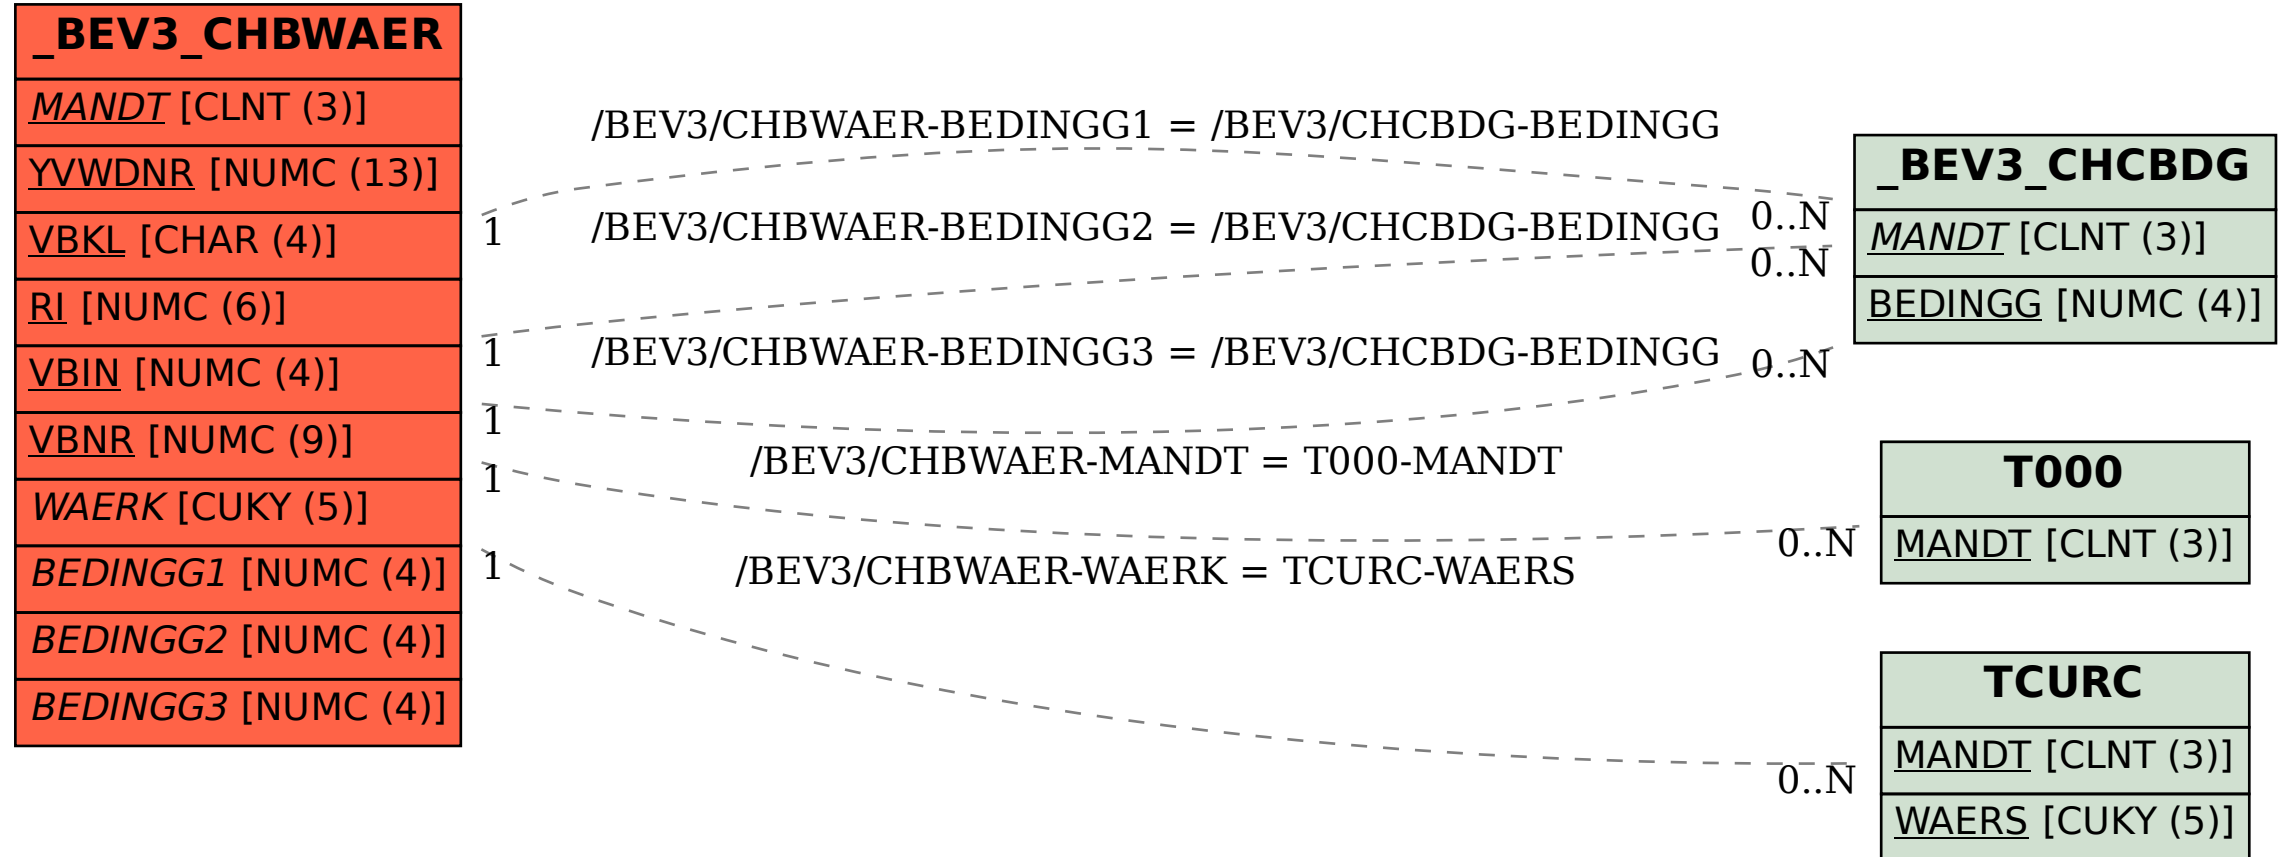 _BEV3_CHBWAER
MANDT [CLNT (3)]
YVWDNR [NUMC (13)]
VBKL [CHAR (4)]
RI [NUMC (6)]
VBIN [NUMC (4)]
VBNR [NUMC (9)]
WAERK [CUKY (5)]
BEDINGG1 [NUMC (4)]
BEDINGG2 [NUMC (4)]
BEDINGG3 [NUMC (4)]
/BEV3/CHBWAER-BEDINGG1 = /BEV3/CHCBDG-BEDINGG
1
0..N
/BEV3/CHBWAER-BEDINGG2 = /BEV3/CHCBDG-BEDINGG
1
0..N
/BEV3/CHBWAER-BEDINGG3 = /BEV3/CHCBDG-BEDINGG
1
0..N
/BEV3/CHBWAER-MANDT = T000-MANDT
1
0..N
/BEV3/CHBWAER-WAERK = TCURC-WAERS
1
0..N
_BEV3_CHCBDG
MANDT [CLNT (3)]
BEDINGG [NUMC (4)]
T000
MANDT [CLNT (3)]
TCURC
MANDT [CLNT (3)]
WAERS [CUKY (5)]